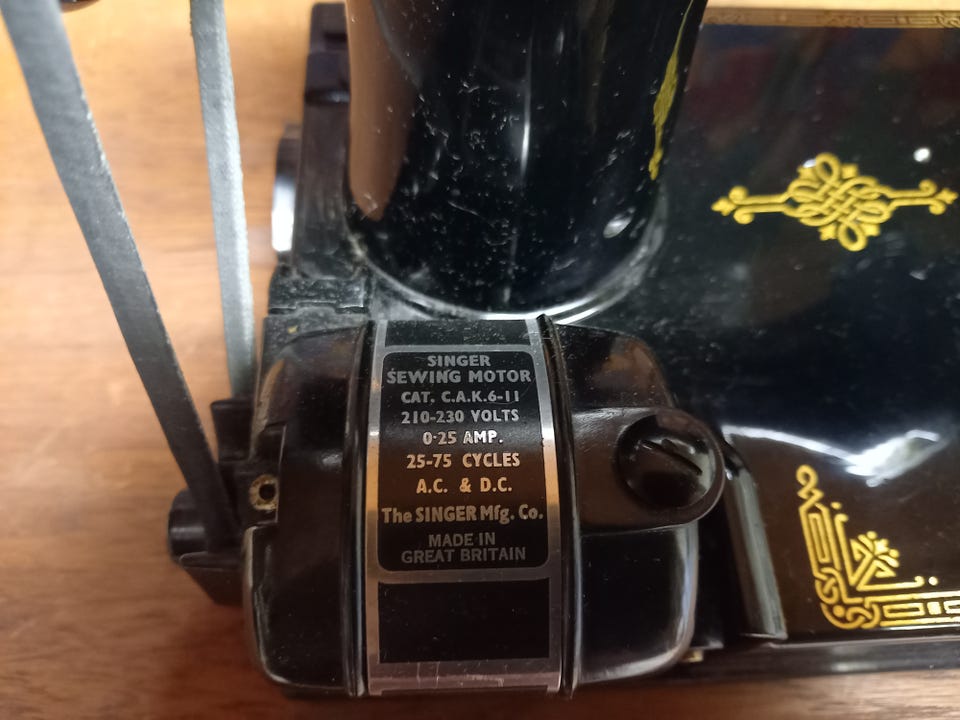 SINGER
SEWING MOTOR
CAT. C.A.K.6-11
210-230 VOLTS
0·25 AMP.
25-75 CYCLES
A.C. & D.C.
The SINGER Mfg. Co.
MADE IN
GREAT BRITAIN